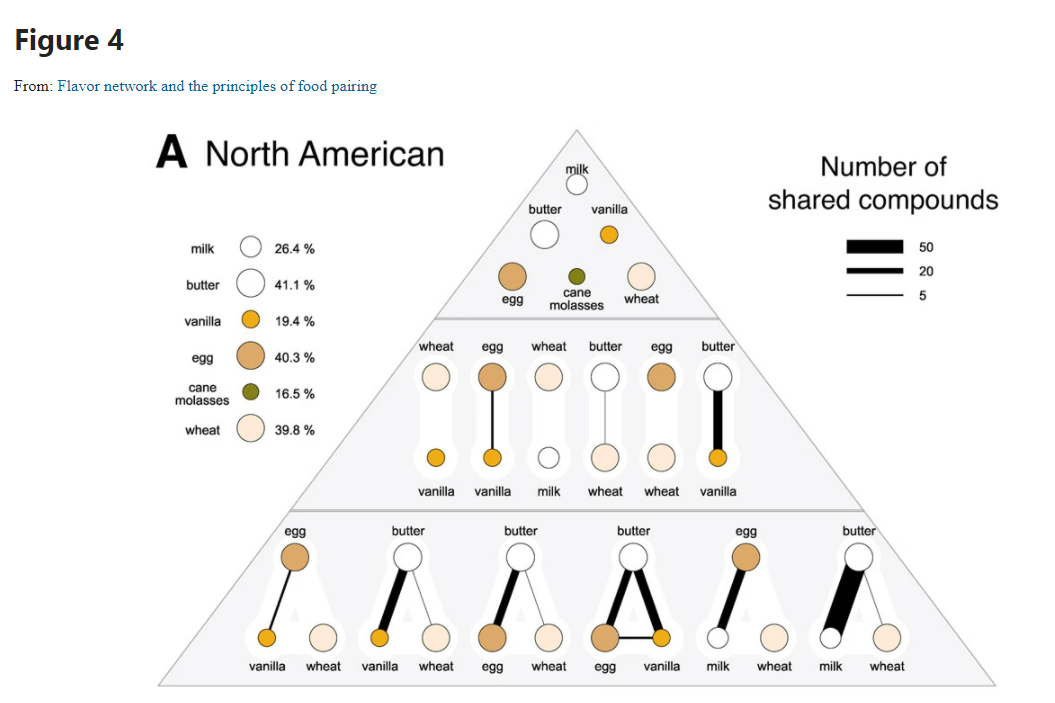 Figure 4
From: Flavor network and the principles of food pairing
A North American
milk 26.4 %
butter 41.1 %
vanilla 19.4 %
egg 40.3 %
cane
molasses 16.5 %
wheat 39.8 %
milk
butter vanilla
egg cane
molasses wheat
Number of
shared compounds
50
20
5
wheat egg wheat butter egg butter
vanilla vanilla milk wheat wheat vanilla
egg butter butter butter egg butter
vanilla wheat vanilla wheat egg wheat egg vanilla milk wheat milk wheat